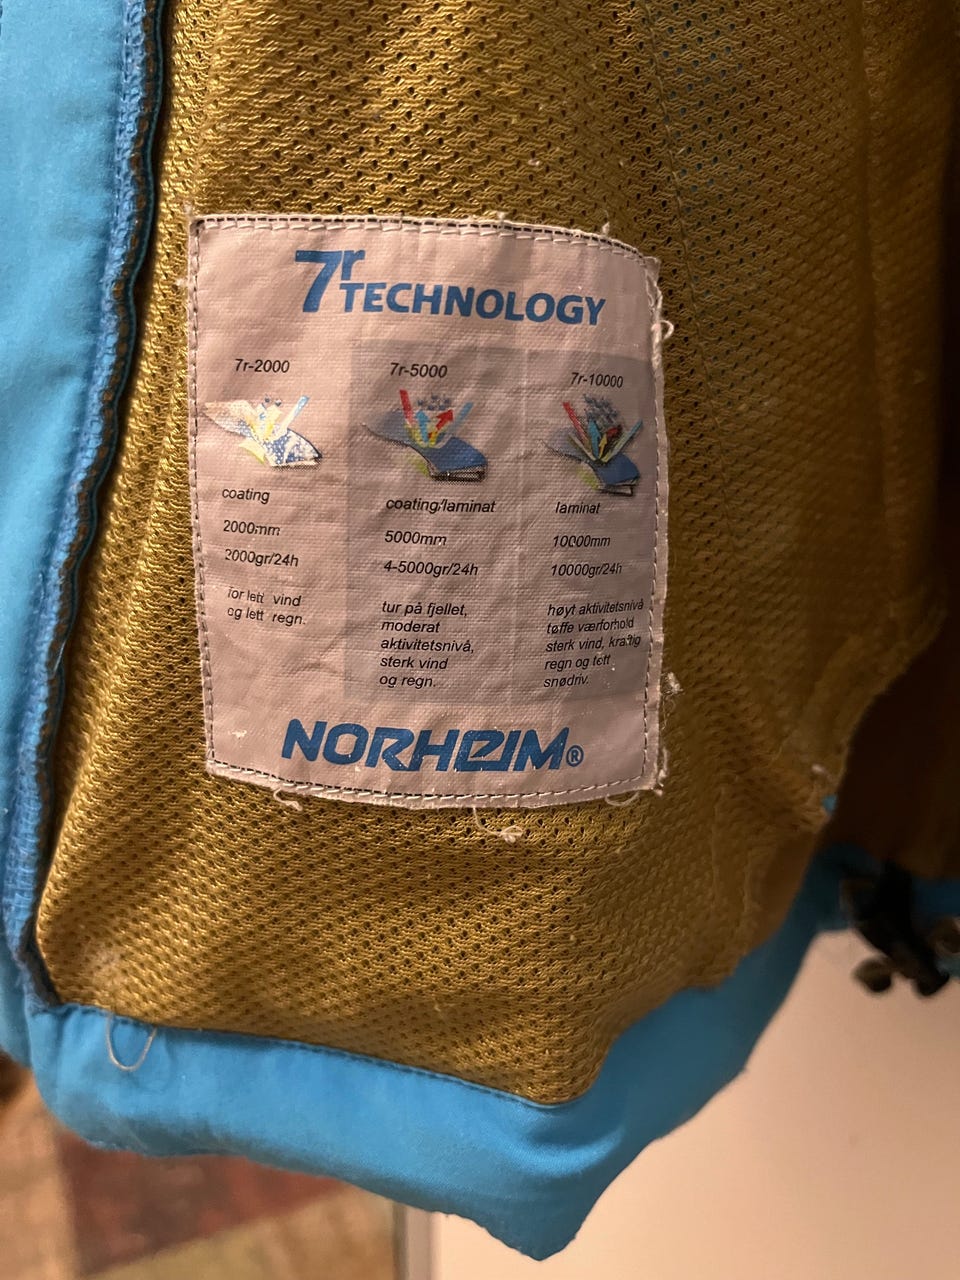 7r
TECHNOLOGY
7r-2000
coating
2000mm
2000gr/24h
for lett vind
og lett regn.
7r-5000
coating/laminat
5000mm
4-5000gr/24h
tur på fjellet,
moderat
aktivitetsnivå,
sterk vind
og regn.
7r-10000
laminat
10000mm
10000gr/24h
høyt aktivitetsnivå
tøffe værforhold
sterk vind, kraftig
regn og tett
snødriv.
NORHEIM®